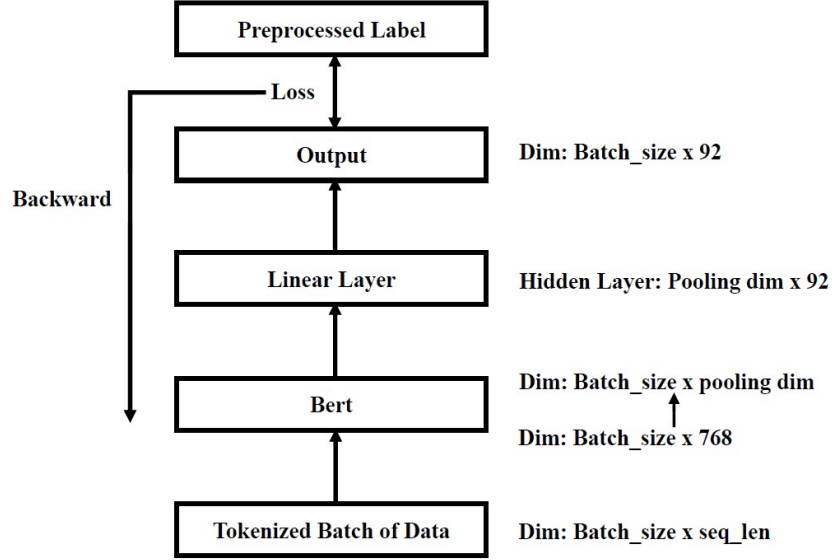 Preprocessed Label
Loss
Output
Dim: Batch_size x 92
Backward
Linear Layer
Hidden Layer: Pooling dim x 92
Bert
Dim: Batch_size x pooling dim
Dim: Batch_size x 768
Tokenized Batch of Data
Dim: Batch_size x seq_len